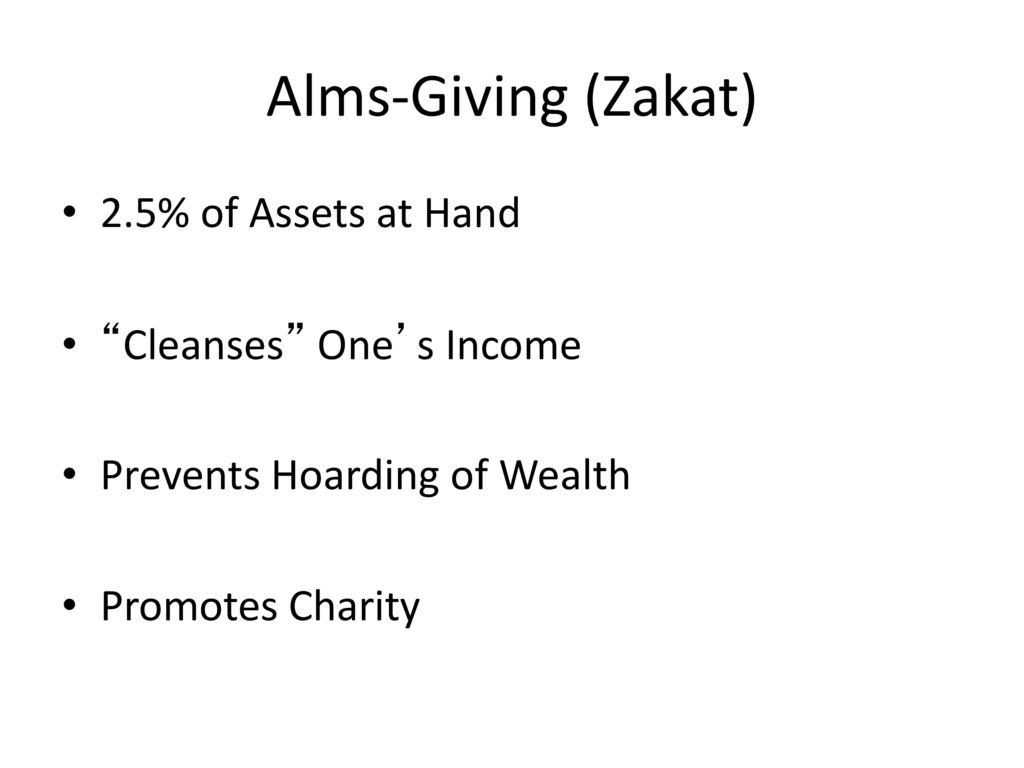 Alms-Giving (Zakat)
• 2.5% of Assets at Hand
• “Cleanses” One’s Income
• Prevents Hoarding of Wealth
• Promotes Charity